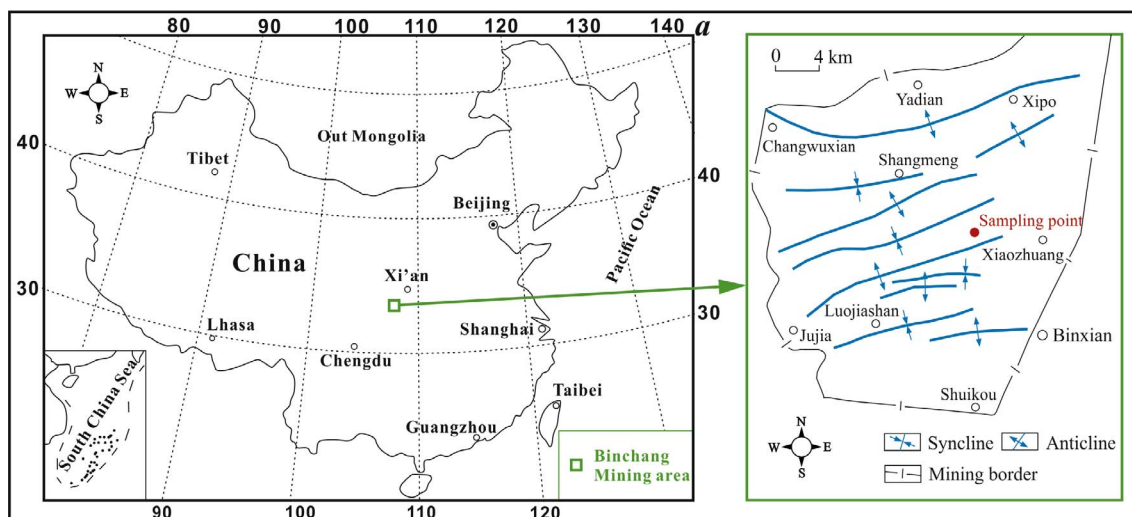 80
90
100
110
120
130
140
a
N
W
E
S
40
30
Out Mongolia
Tibet
Beijing
40
China
Pacific Ocean
Xi'an
30
Lhasa
Chengdu
Shanghai
South China Sea
Taibei
Guangzhou
Binchang
Mining area
90
100
110
120
0
4 km
Yadian
Xipo
Changwuxian
Shangmeng
Sampling point
Xiaozhuang
Luojiashan
Jujia
Binxian
Shuikou
N
W
E
S
Syncline
Anticline
Mining border